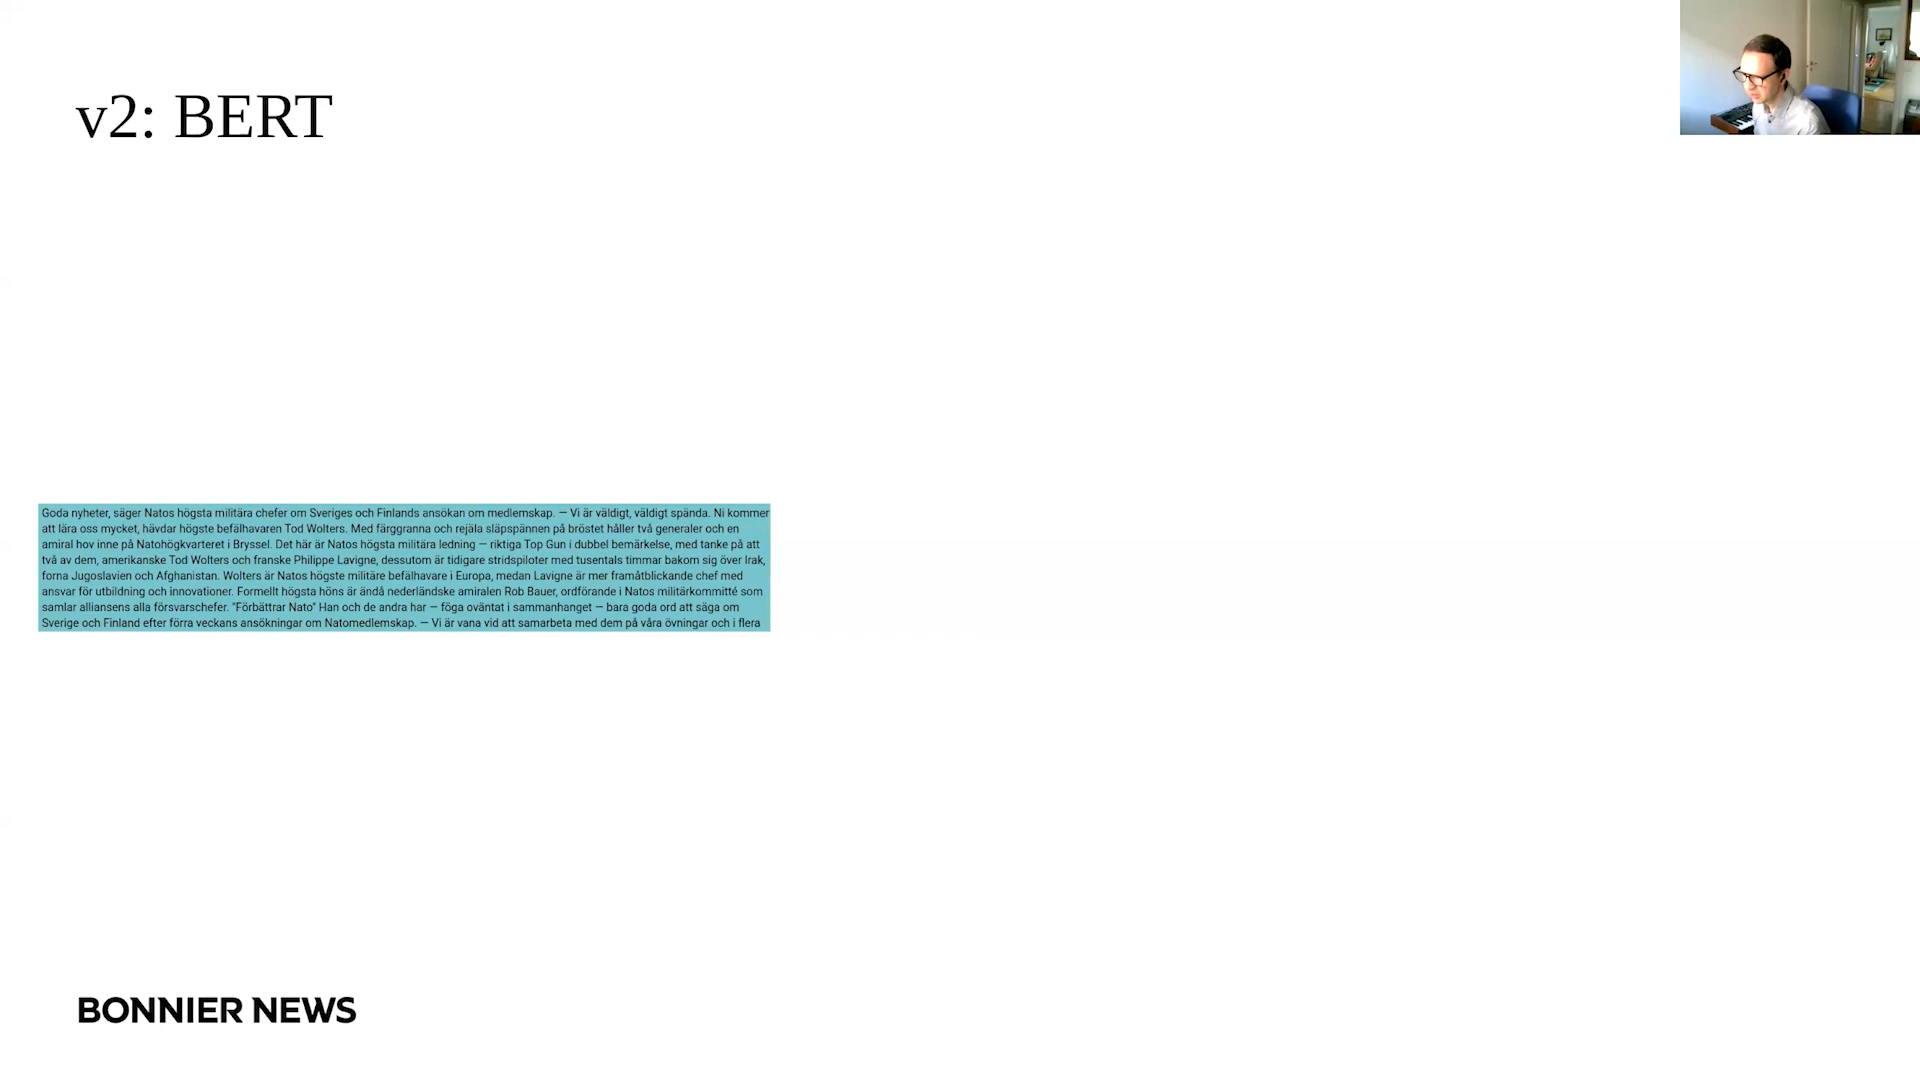 v2: BERT
Goda nyheter, säger Natos högsta militära chefer om Sveriges och Finlands ansökan om medlemskap. — Vi är väldigt, väldigt spända. Ni kommer
att lära oss mycket, hävdar högste befälhavaren Tod Wolters. Med färggranna och rejäla släpspännen på bröstet håller två generaler och en
amiral hov inne på Natohögkvarteret i Bryssel. Det här är Natos högsta militära ledning — riktiga Top Gun i dubbel bemärkelse, med tanke på att
två av dem, amerikanske Tod Wolters och franske Philippe Lavigne, dessutom är tidigare stridspiloter med tusentals timmar bakom sig över Irak,
forna Jugoslavien och Afghanistan. Wolters är Natos högste militäre befälhavare i Europa, medan Lavigne är mer framåtblickande chef med
ansvar för utbildning och innovationer. Formellt högsta höns är ändå nederländske amiralen Rob Bauer, ordförande i Natos militärkommitté som
samlar alliansens alla försvarschefer. "Förbättrar Nato" Han och de andra har — föga oväntat i sammanhanget — bara goda ord att säga om
Sverige och Finland efter förra veckans ansökningar om Natomedlemskap. — Vi är vana vid att samarbeta med dem på våra övningar och i flera
BONNIER NEWS